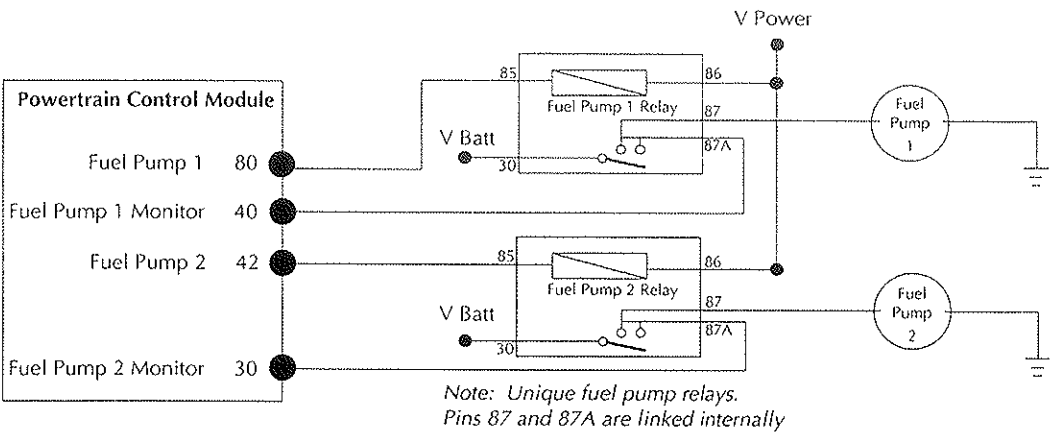 V Power
85
86
Powertrain Control Module
Fuel Pump 1 Relay
87
Fuel
Pump
1
V Batt
87A
30
Fuel Pump 1 80
Fuel Pump 1 Monitor 40
Fuel Pump 2 42
85
86
Fuel Pump 2 Relay
87
Fuel
Pump
2
V Batt
87A
30
Fuel Pump 2 Monitor 30
Note: Unique fuel pump relays.
Pins 87 and 87A are linked internally